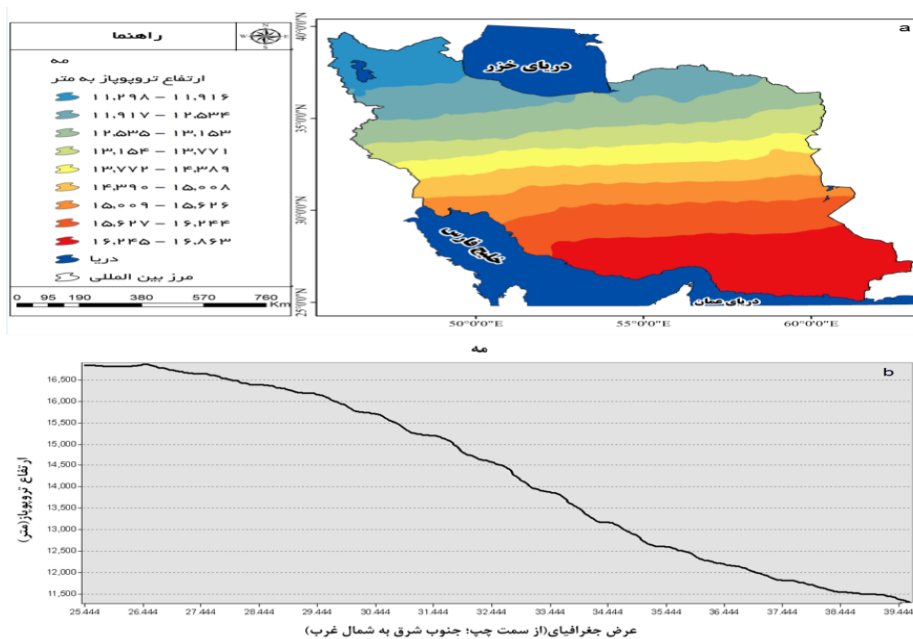 راهنما
N
W E
S
مه
ارتفاع تروپوپاز به متر
۱۱,۲۹۸ – ۱۱,۹۱۶
۱۱,۹۱۷ – ۱۲,۵۳۴
۱۲,۵۳۵ – ۱۳,۱۵۳
۱۳,۱۵۴ – ۱۳,۷۷۱
۱۳,۷۷۲ – ۱۴,۳۸۹
۱۴,۳۹۰ – ۱۵,۰۰۸
۱۵,۰۰۹ – ۱۵,۶۲۶
۱۵,۶۲۷ – ۱۶,۲۴۴
۱۶,۲۴۵ – ۱۶,۸۶۳
دریا
مرز بین المللی
0 95 190 380 570 760
Km
a
40°0'0"N
35°0'0"N
30°0'0"N
25°0'0"N
دریای خزر
خلیج فارس
دریای عمان
50°0'0"E 55°0'0"E 60°0'0"E
مه
b
ارتفاع تروپوپاز(متر)
16,500
16,000
15,500
15,000
14,500
14,000
13,500
13,000
12,500
12,000
11,500
25.444 26.444 27.444 28.444 29.444 30.444 31.444 32.444 33.444 34.444 35.444 36.444 37.444 38.444 39.444
عرض جغرافیای(از سمت چپ؛ جنوب شرق به شمال غرب)